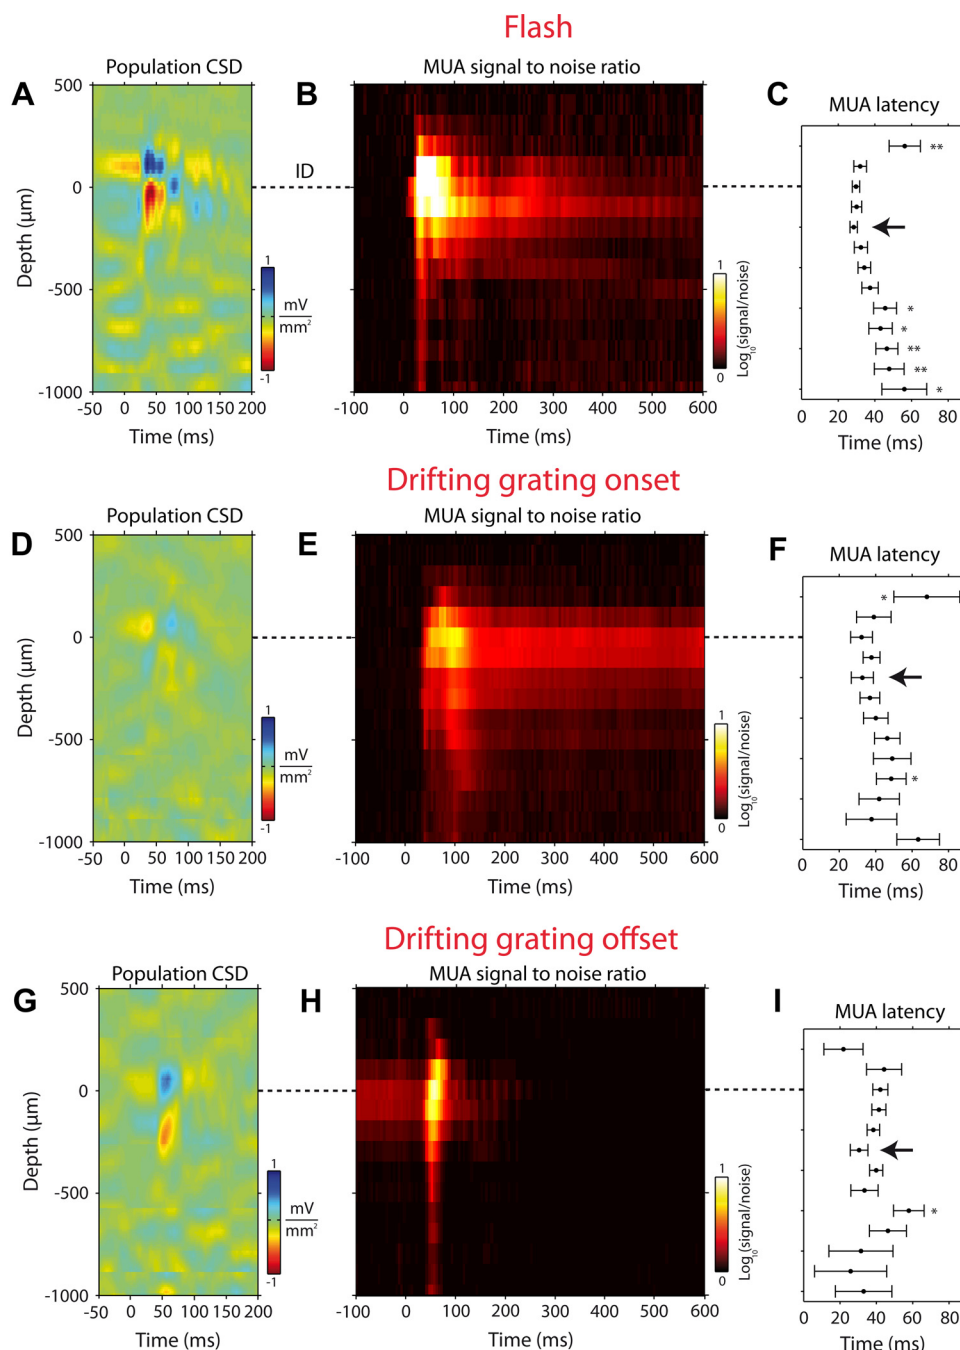 Flash
Population CSD
MUA signal to noise ratio
A
B
C
MUA latency
500
0
-500
-1000
Depth (µm)
ID
1
mV
mm²
-1
1
0
Log₁₀(signal/noise)
**
*
*
**
**
*
-50 0 50 100 150 200
Time (ms)
-100 0 100 200 300 400 500 600
Time (ms)
0 20 40 60 80
Time (ms)
Drifting grating onset
Population CSD
MUA signal to noise ratio
D
E
F
MUA latency
500
0
-500
-1000
Depth (µm)
1
mV
mm²
-1
1
0
Log₁₀(signal/noise)
*
*
-50 0 50 100 150 200
Time (ms)
-100 0 100 200 300 400 500 600
Time (ms)
0 20 40 60 80
Time (ms)
Drifting grating offset
Population CSD
MUA signal to noise ratio
G
H
I
MUA latency
500
0
-500
-1000
Depth (µm)
1
mV
mm²
-1
1
0
Log₁₀(signal/noise)
*
-50 0 50 100 150 200
Time (ms)
-100 0 100 200 300 400 500 600
Time (ms)
0 20 40 60 80
Time (ms)